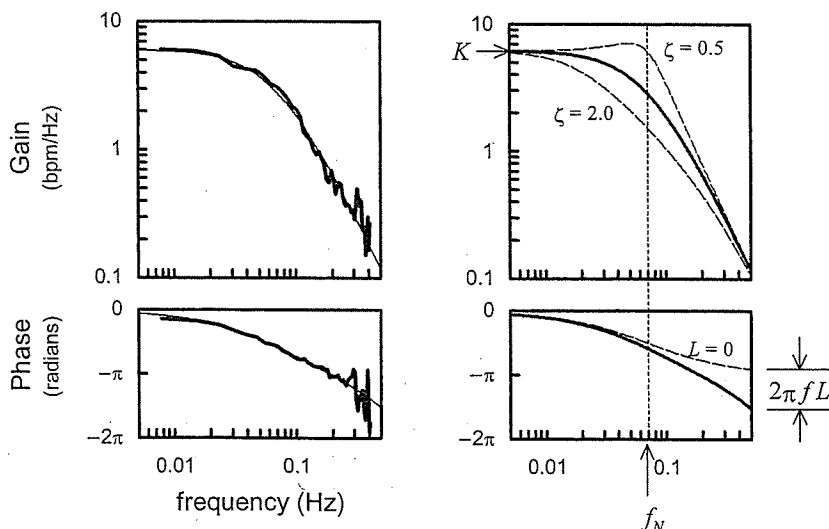 Gain
(bpm/Hz)
10
1
0.1
Phase
(radians)
0
−π
−2π
0.01
0.1
frequency (Hz)
K
10
1
0.1
ζ = 0.5
ζ = 2.0
0
−π
−2π
L = 0
2πfL
0.01
0.1
f_N